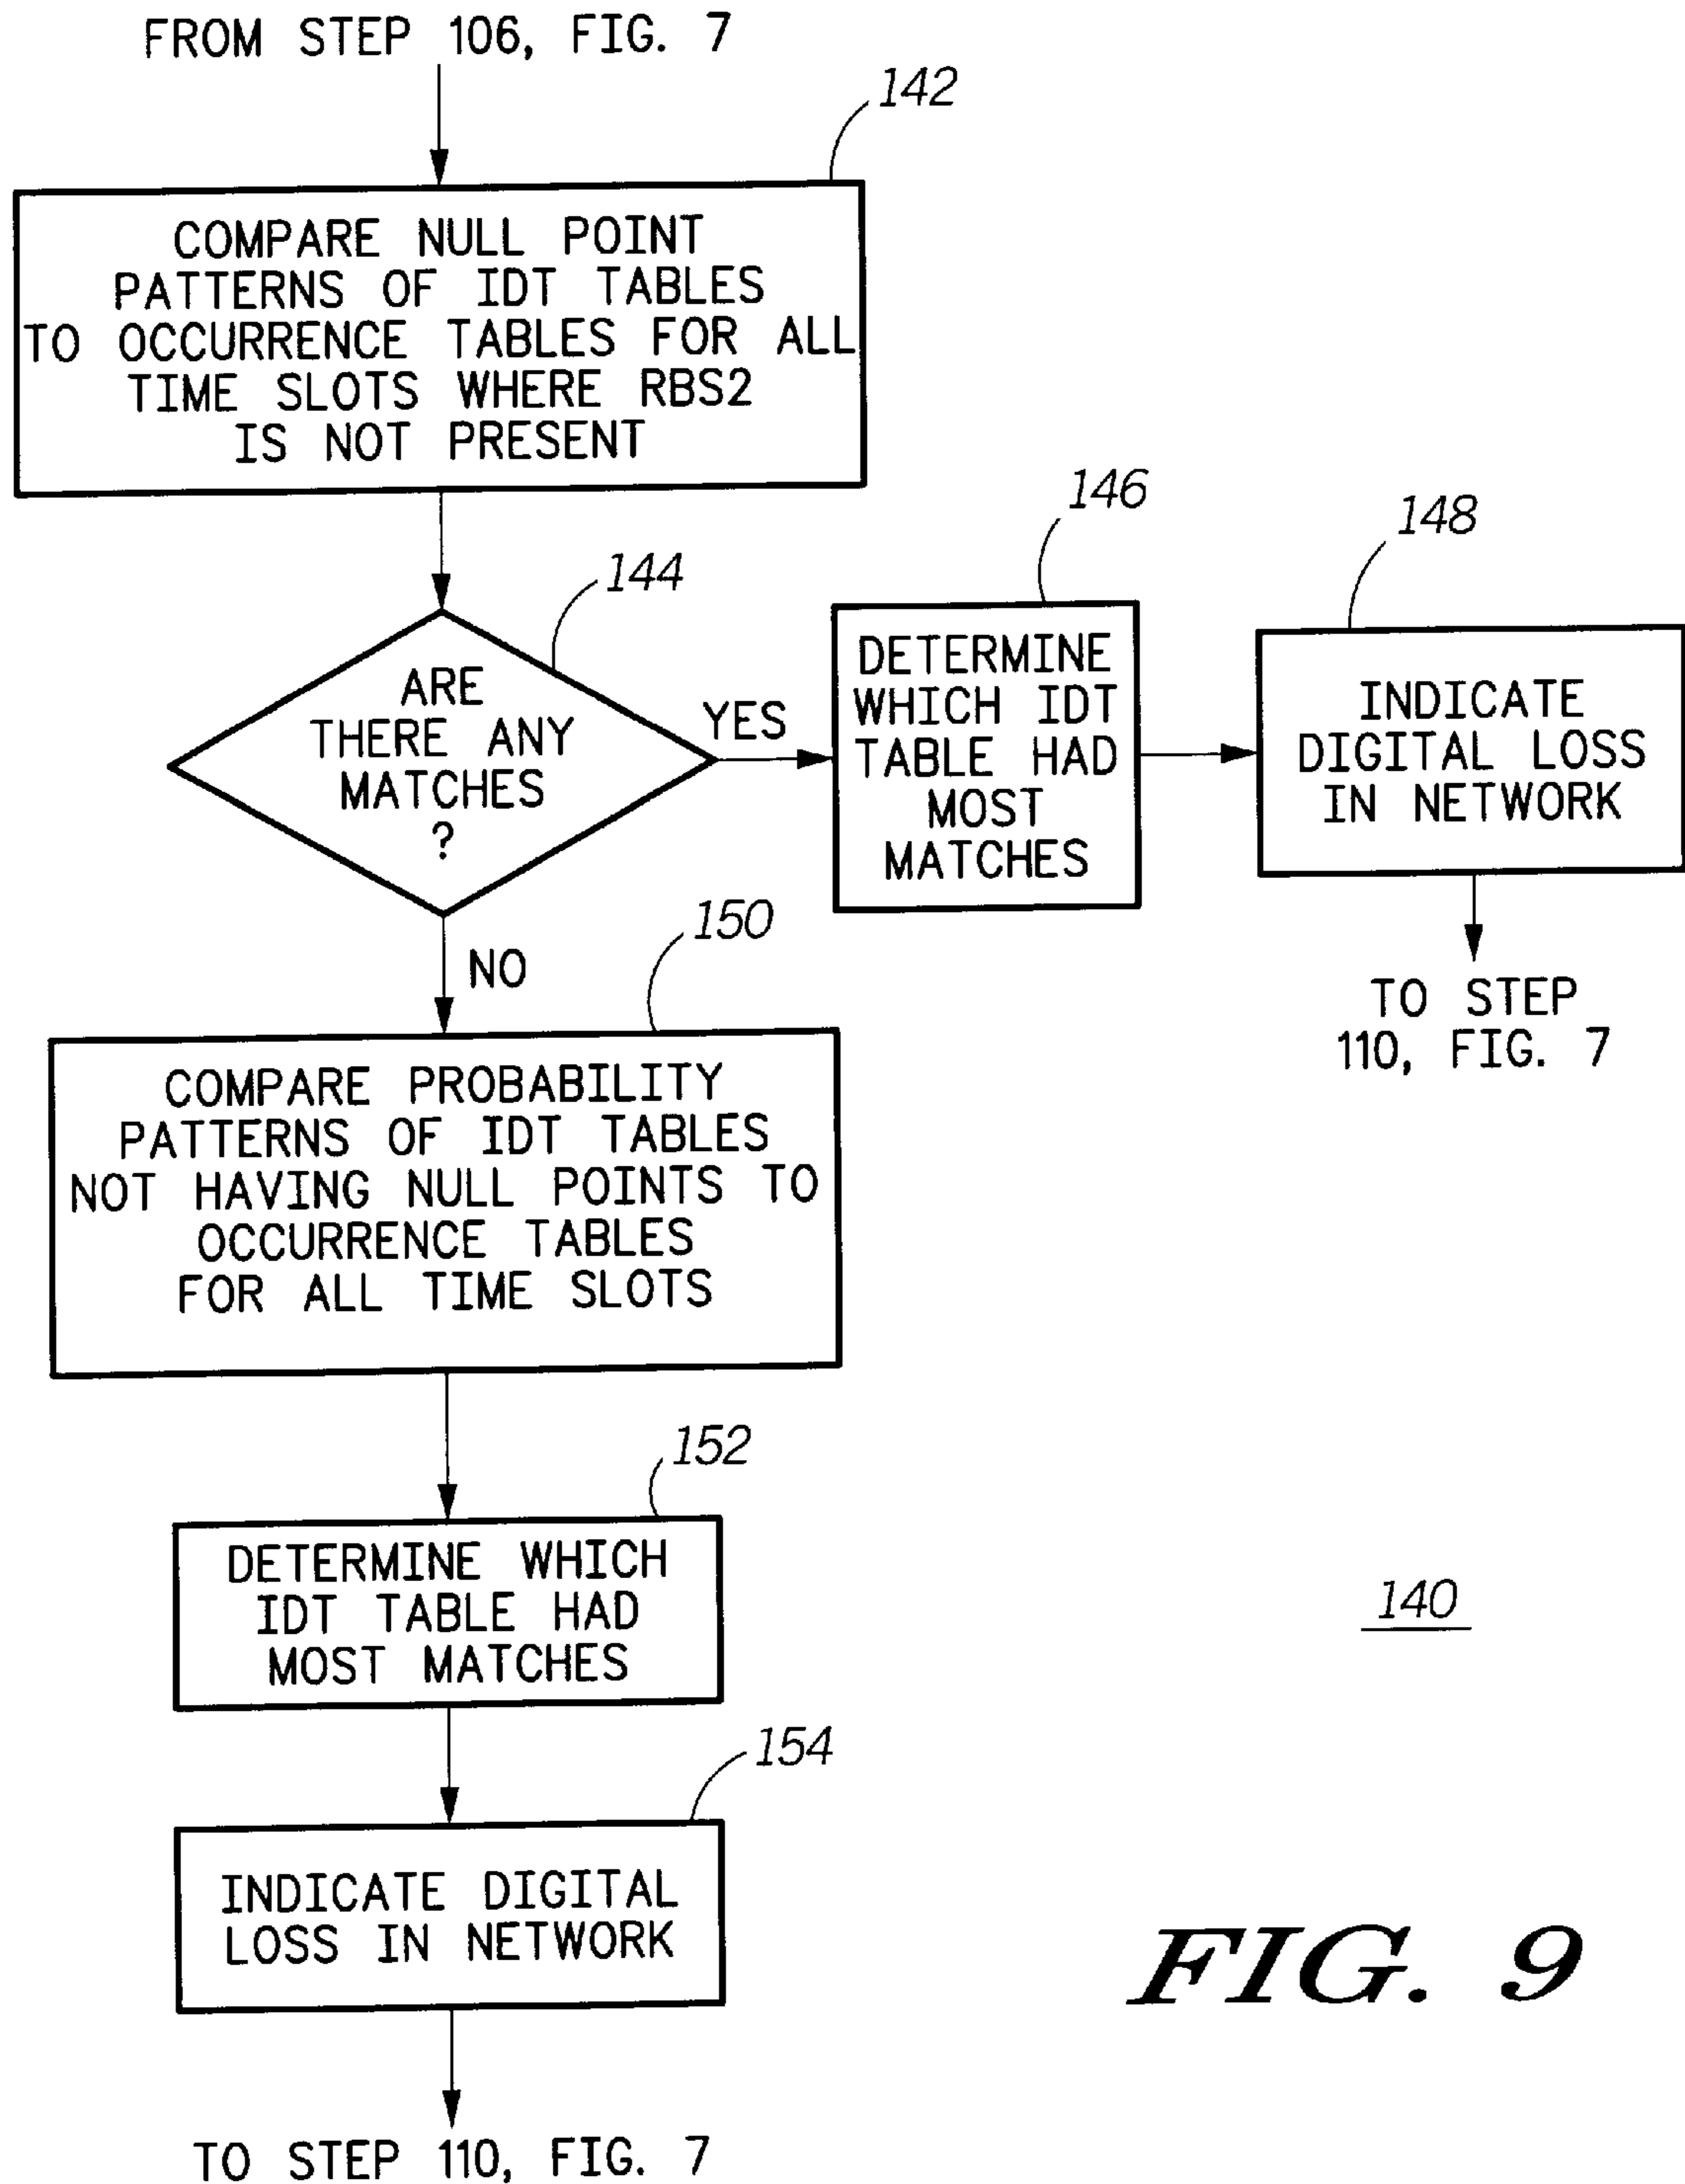 FROM STEP 106, FIG. 7
142
COMPARE NULL POINT
PATTERNS OF IDT TABLES
TO OCCURRENCE TABLES FOR ALL
TIME SLOTS WHERE RBS2
IS NOT PRESENT
144
ARE
THERE ANY
MATCHES
?
YES
146
DETERMINE
WHICH IDT
TABLE HAD
MOST
MATCHES
148
INDICATE
DIGITAL LOSS
IN NETWORK
TO STEP
110, FIG. 7
NO
150
COMPARE PROBABILITY
PATTERNS OF IDT TABLES
NOT HAVING NULL POINTS TO
OCCURRENCE TABLES
FOR ALL TIME SLOTS
152
DETERMINE WHICH
IDT TABLE HAD
MOST MATCHES
140
154
INDICATE DIGITAL
LOSS IN NETWORK
TO STEP 110, FIG. 7
FIG. 9